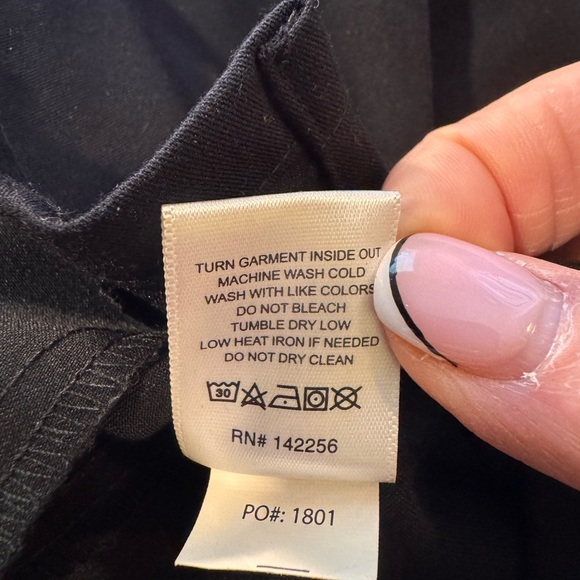 TURN GARMENT INSIDE OUT
MACHINE WASH COLD
WASH WITH LIKE COLORS
DO NOT BLEACH
TUMBLE DRY LOW
LOW HEAT IRON IF NEEDED
DO NOT DRY CLEAN
30
RN# 142256
PO#: 1801